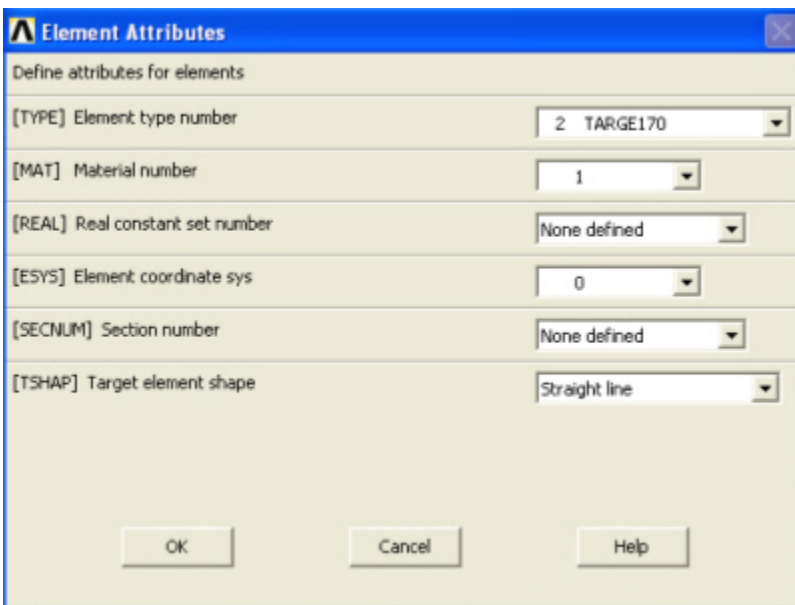 Element Attributes
Define attributes for elements
[TYPE] Element type number
2 TARGE170
[MAT] Material number
1
[REAL] Real constant set number
None defined
[ESYS] Element coordinate sys
0
[SECNUM] Section number
None defined
[TSHAP] Target element shape
Straight line
OK Cancel Help